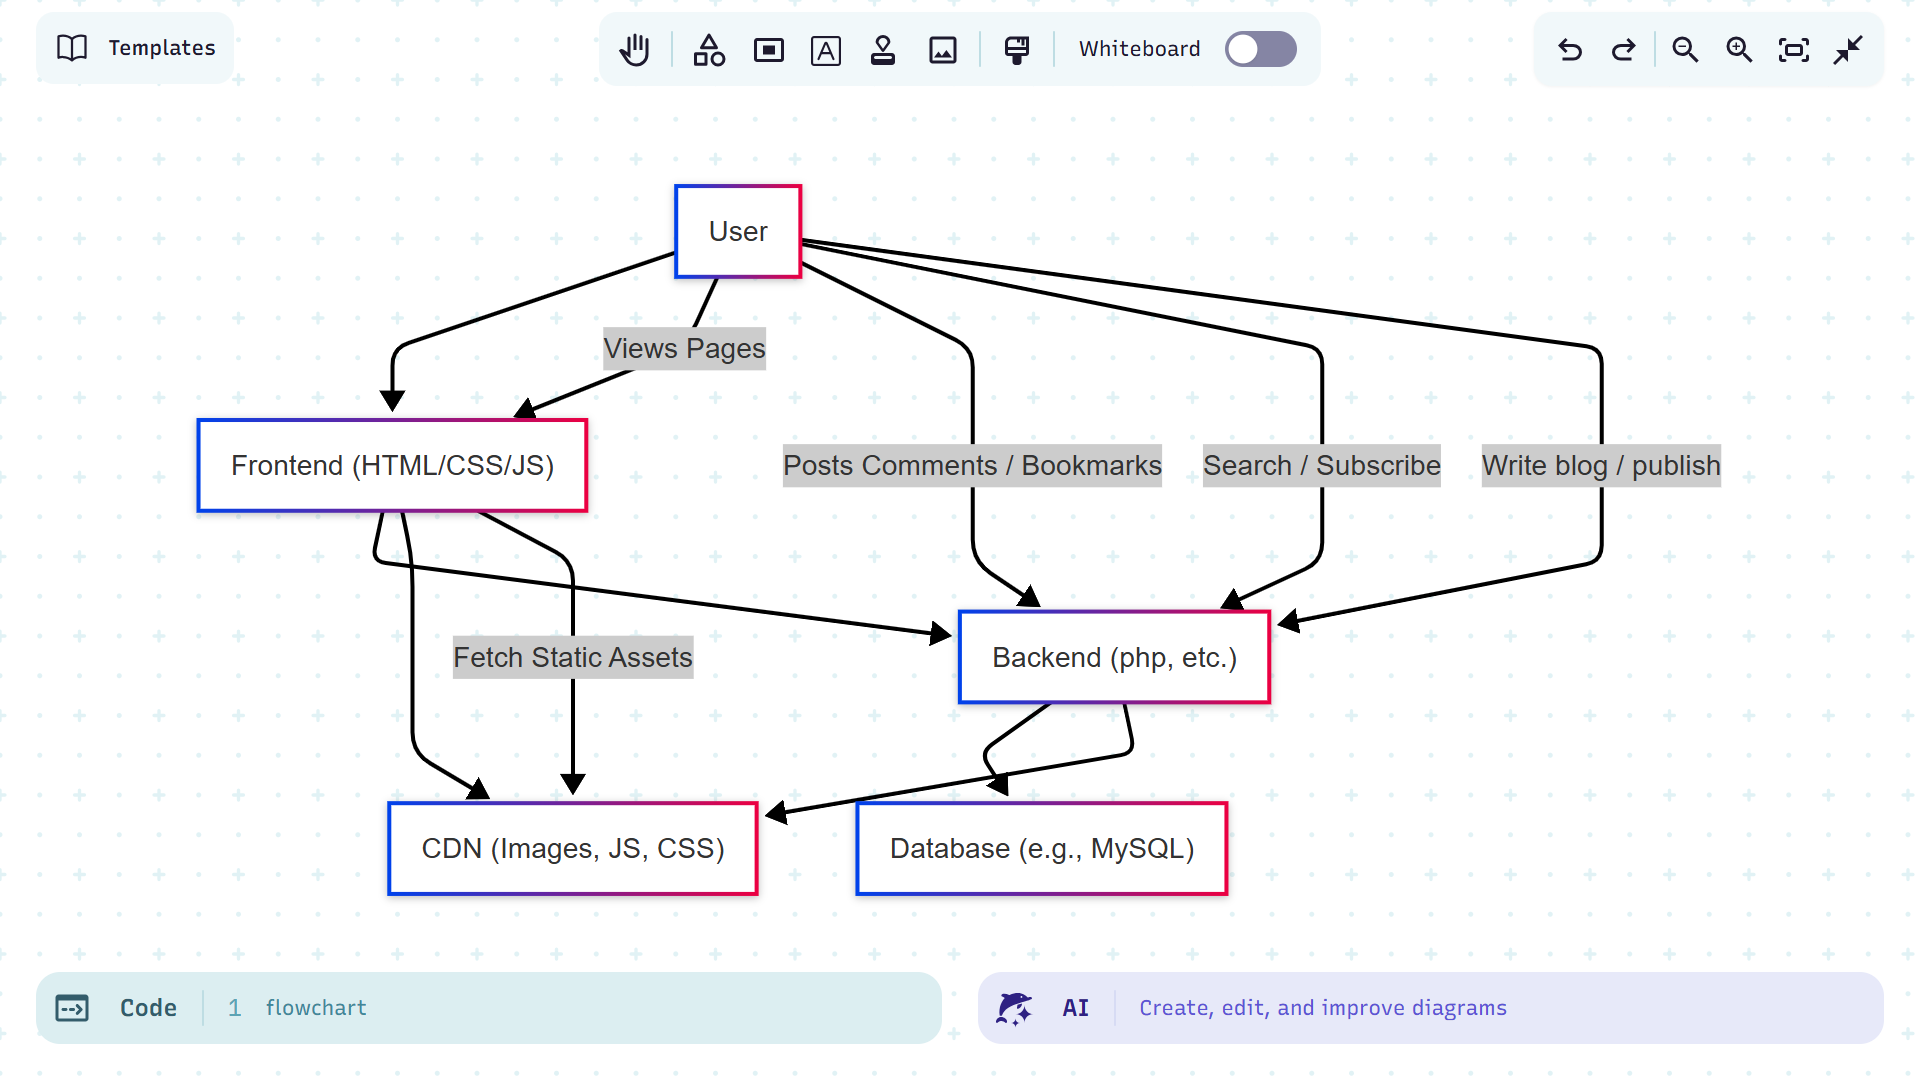 Templates
Whiteboard
User
Views Pages
Frontend (HTML/CSS/JS)
Posts Comments / Bookmarks
Search / Subscribe
Write blog / publish
Fetch Static Assets
Backend (php, etc.)
CDN (Images, JS, CSS)
Database (e.g., MySQL)
Code
1 flowchart
AI
Create, edit, and improve diagrams